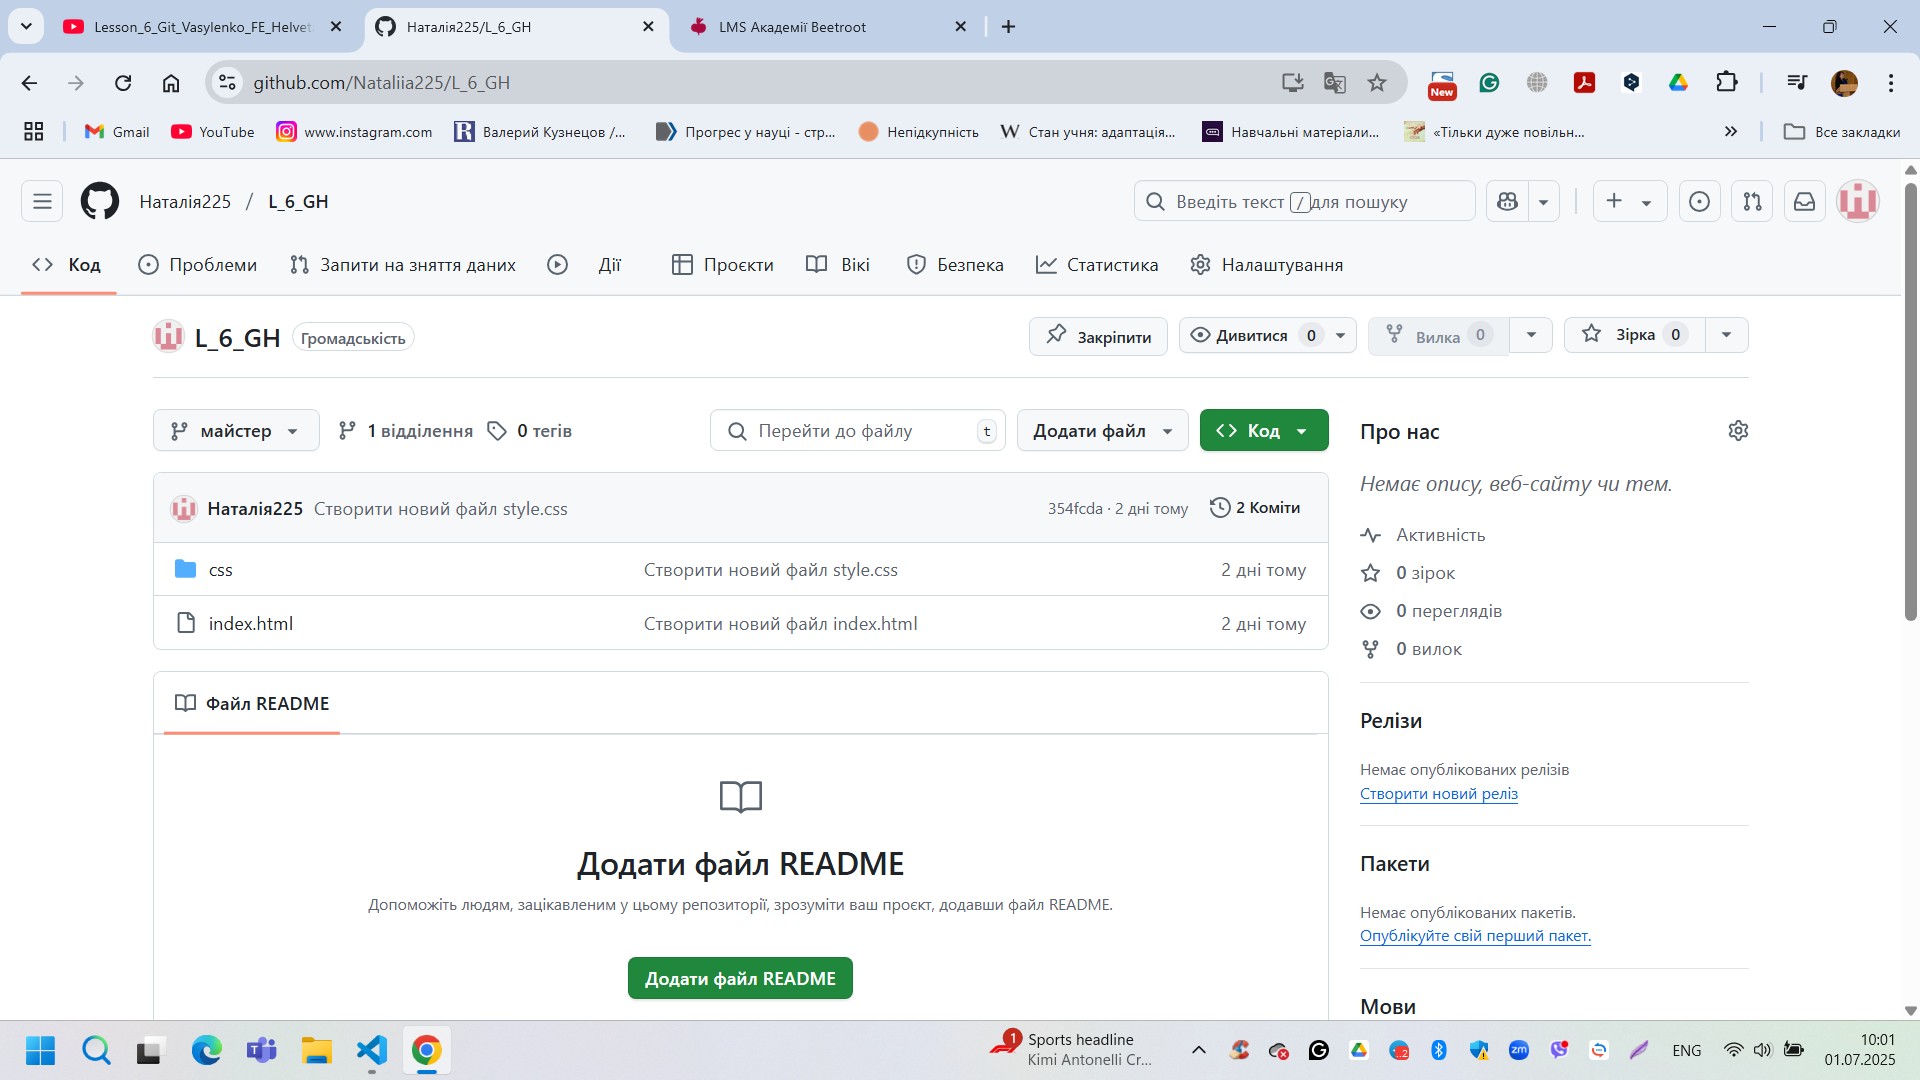 Lesson_6_Git_Vasylenko_FE_Helvet
Наталія225/L_6_GH
LMS Академії Beetroot
github.com/Nataliia225/L_6_GH
New
Gmail
YouTube
www.instagram.com
Валерий Кузнецов /...
Прогрес у науці - стр...
Непідкупність
Стан учня: адаптація...
Навчальні матеріали...
«Тільки дуже повільн...
Все закладки
Наталія225 / L_6_GH
Введіть текст / для пошуку
Код
Проблеми
Запити на зняття даних
Дії
Проєкти
Вікі
Безпека
Статистика
Налаштування
L_6_GH
Громадськість
Закріпити
Дивитися 0
Вилка 0
Зірка 0
майстер
1 відділення
0 тегів
Перейти до файлу t
Додати файл
Код
Наталія225 Створити новий файл style.css
354fcda · 2 дні тому
2 Коміти
css
Створити новий файл style.css
2 дні тому
index.html
Створити новий файл index.html
2 дні тому
Файл README
Додати файл README
Допоможіть людям, зацікавленим у цьому репозиторії, зрозуміти ваш проєкт, додавши файл README.
Додати файл README
Про нас
Немає опису, веб-сайту чи тем.
Активність
0 зірок
0 переглядів
0 вилок
Релізи
Немає опублікованих релізів
Створити новий реліз
Пакети
Немає опублікованих пакетів.
Опублікуйте свій перший пакет.
Мови
1
Sports headline
Kimi Antonelli Cr...
zm
ENG
10:01
01.07.2025